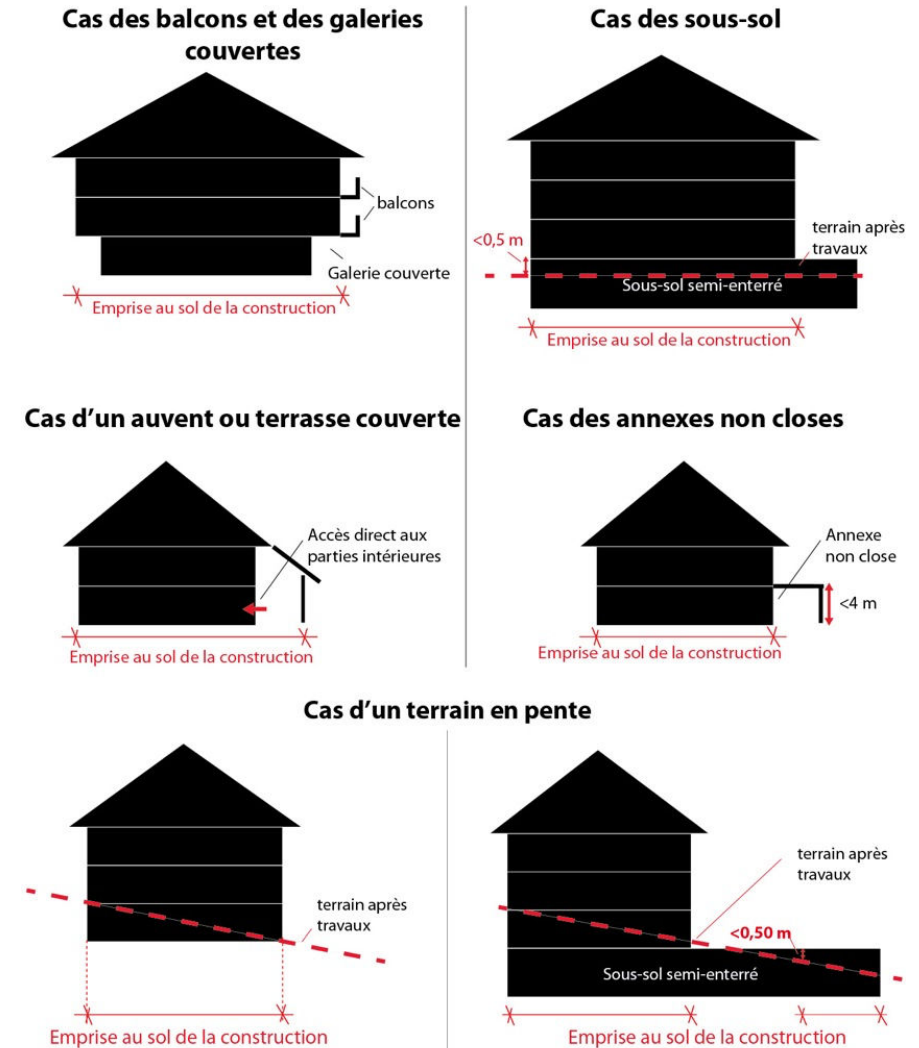 Cas des balcons et des galeries
couvertes
balcons
Galerie couverte
Emprise au sol de la construction
Cas des sous-sol
<0,5 m
terrain après
travaux
Sous-sol semi-enterré
Emprise au sol de la construction
Cas d'un auvent ou terrasse couverte
Accès direct aux
parties intérieures
Emprise au sol de la construction
Cas des annexes non closes
Annexe
non close
<4 m
Emprise au sol de la construction
Cas d'un terrain en pente
terrain après
travaux
Emprise au sol de la construction
terrain après
travaux
<0,50 m
Sous-sol semi-enterré
Emprise au sol de la construction